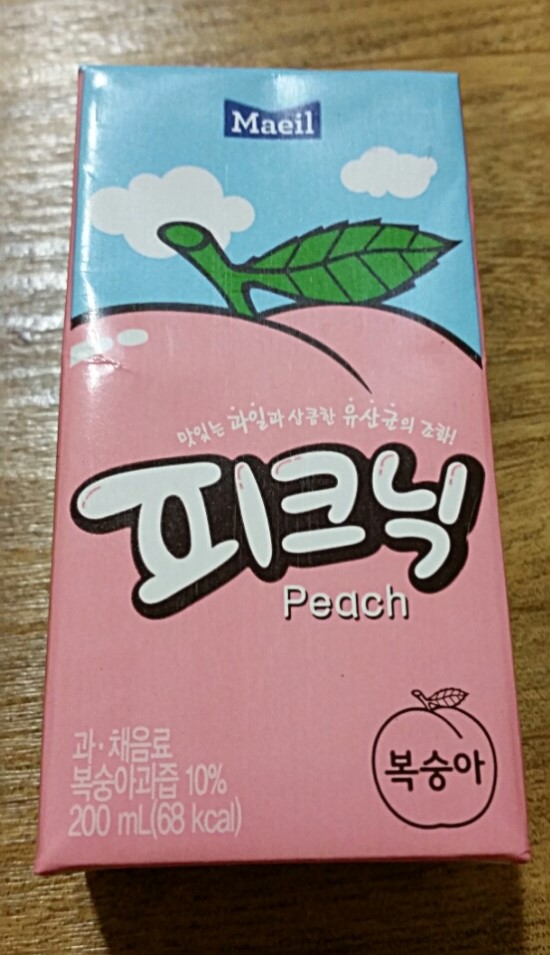 Maeil
맛있는 과일과 상큼한 유산균의 조화!
피크닉
Peach
과·채음료
복숭아과즙 10%
200 mL(68 kcal)
복숭아